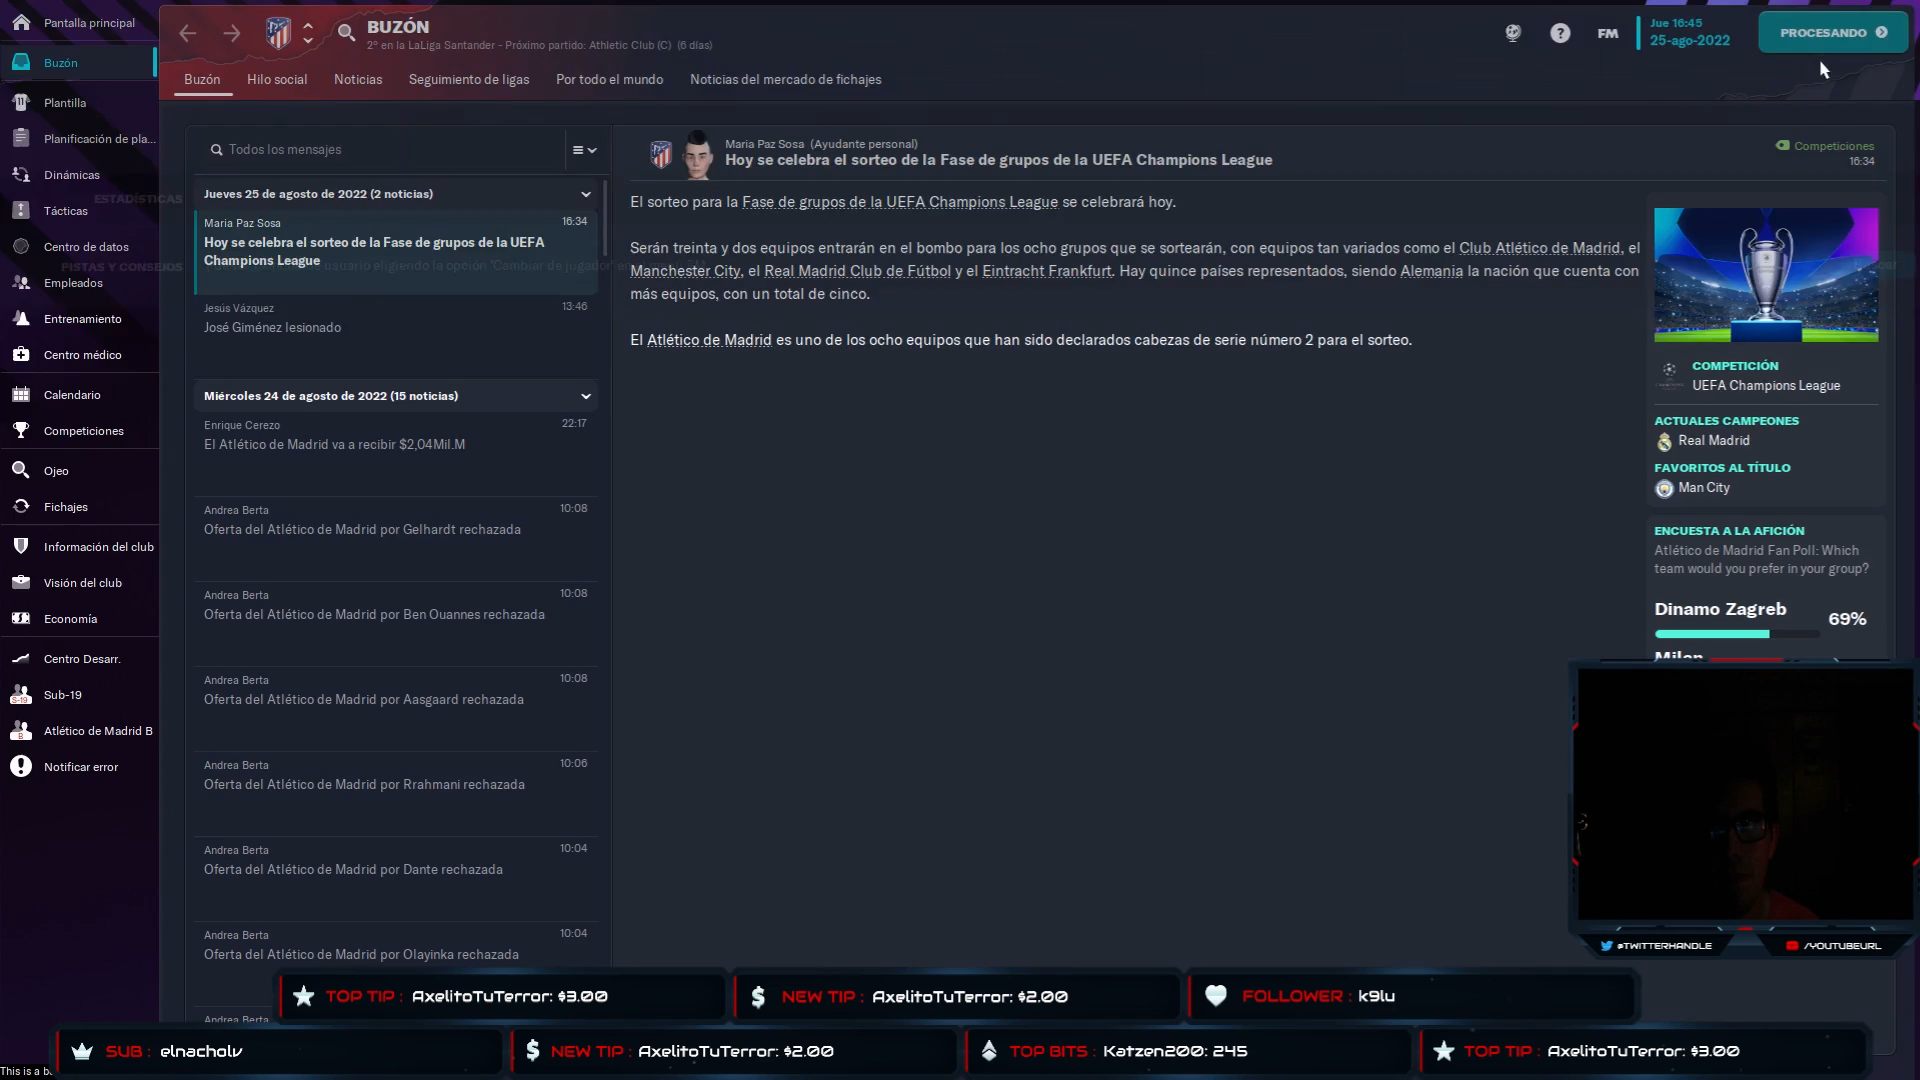 Pantalla principal
Buzón
Plantilla
Planificación de pla...
Dinámicas
Tácticas
Centro de datos
Empleados
Entrenamiento
Centro médico
Calendario
Competiciones
Ojeo
Fichajes
Información del club
Visión del club
Economía
Centro Desarr.
Sub-19
Atlético de Madrid B
Notificar error
BUZÓN
2º en la LaLiga Santander - Próximo partido: Athletic Club (C) (6 días)
FM
Jue 16:45
25-ago-2022
PROCESANDO
Buzón
Hilo social
Noticias
Seguimiento de ligas
Por todo el mundo
Noticias del mercado de fichajes
Todos los mensajes
ESTADÍSTICAS
PISTAS Y CONSEJOS
Jueves 25 de agosto de 2022 (2 noticias)
Maria Paz Sosa 16:34
Hoy se celebra el sorteo de la Fase de grupos de la UEFA
Champions League
Jesús Vázquez 13:46
José Giménez lesionado
Miércoles 24 de agosto de 2022 (15 noticias)
Enrique Cerezo 22:17
El Atlético de Madrid va a recibir $2,04Mil.M
Andrea Berta 10:08
Oferta del Atlético de Madrid por Gelhardt rechazada
Andrea Berta 10:08
Oferta del Atlético de Madrid por Ben Ouannes rechazada
Andrea Berta 10:08
Oferta del Atlético de Madrid por Aasgaard rechazada
Andrea Berta 10:06
Oferta del Atlético de Madrid por Rrahmani rechazada
Andrea Berta 10:04
Oferta del Atlético de Madrid por Dante rechazada
Andrea Berta 10:04
Oferta del Atlético de Madrid por Olayinka rechazada
Andrea Berta
Maria Paz Sosa (Ayudante personal)
Hoy se celebra el sorteo de la Fase de grupos de la UEFA Champions League
Competiciones
16:34
El sorteo para la Fase de grupos de la UEFA Champions League se celebrará hoy.
Serán treinta y dos equipos entrarán en el bombo para los ocho grupos que se sortearán, con equipos tan variados como el Club Atlético de Madrid, el
Manchester City, el Real Madrid Club de Fútbol y el Eintracht Frankfurt. Hay quince países representados, siendo Alemania la nación que cuenta con
más equipos, con un total de cinco.
El Atlético de Madrid es uno de los ocho equipos que han sido declarados cabezas de serie número 2 para el sorteo.
COMPETICIÓN
UEFA Champions League
ACTUALES CAMPEONES
Real Madrid
FAVORITOS AL TÍTULO
Man City
ENCUESTA A LA AFICIÓN
Atlético de Madrid Fan Poll: Which
team would you prefer in your group?
Dinamo Zagreb
69%
Milan
@TWITTERHANDLE
/YOUTUBEURL
TOP TIP : AxelitoTuTerror: $3.00
NEW TIP : AxelitoTuTerror: $2.00
FOLLOWER : k9lu
SUB : elnacholv
NEW TIP : AxelitoTuTerror: $2.00
TOP BITS : Katzen200: 245
TOP TIP : AxelitoTuTerror: $3.00
This is a b